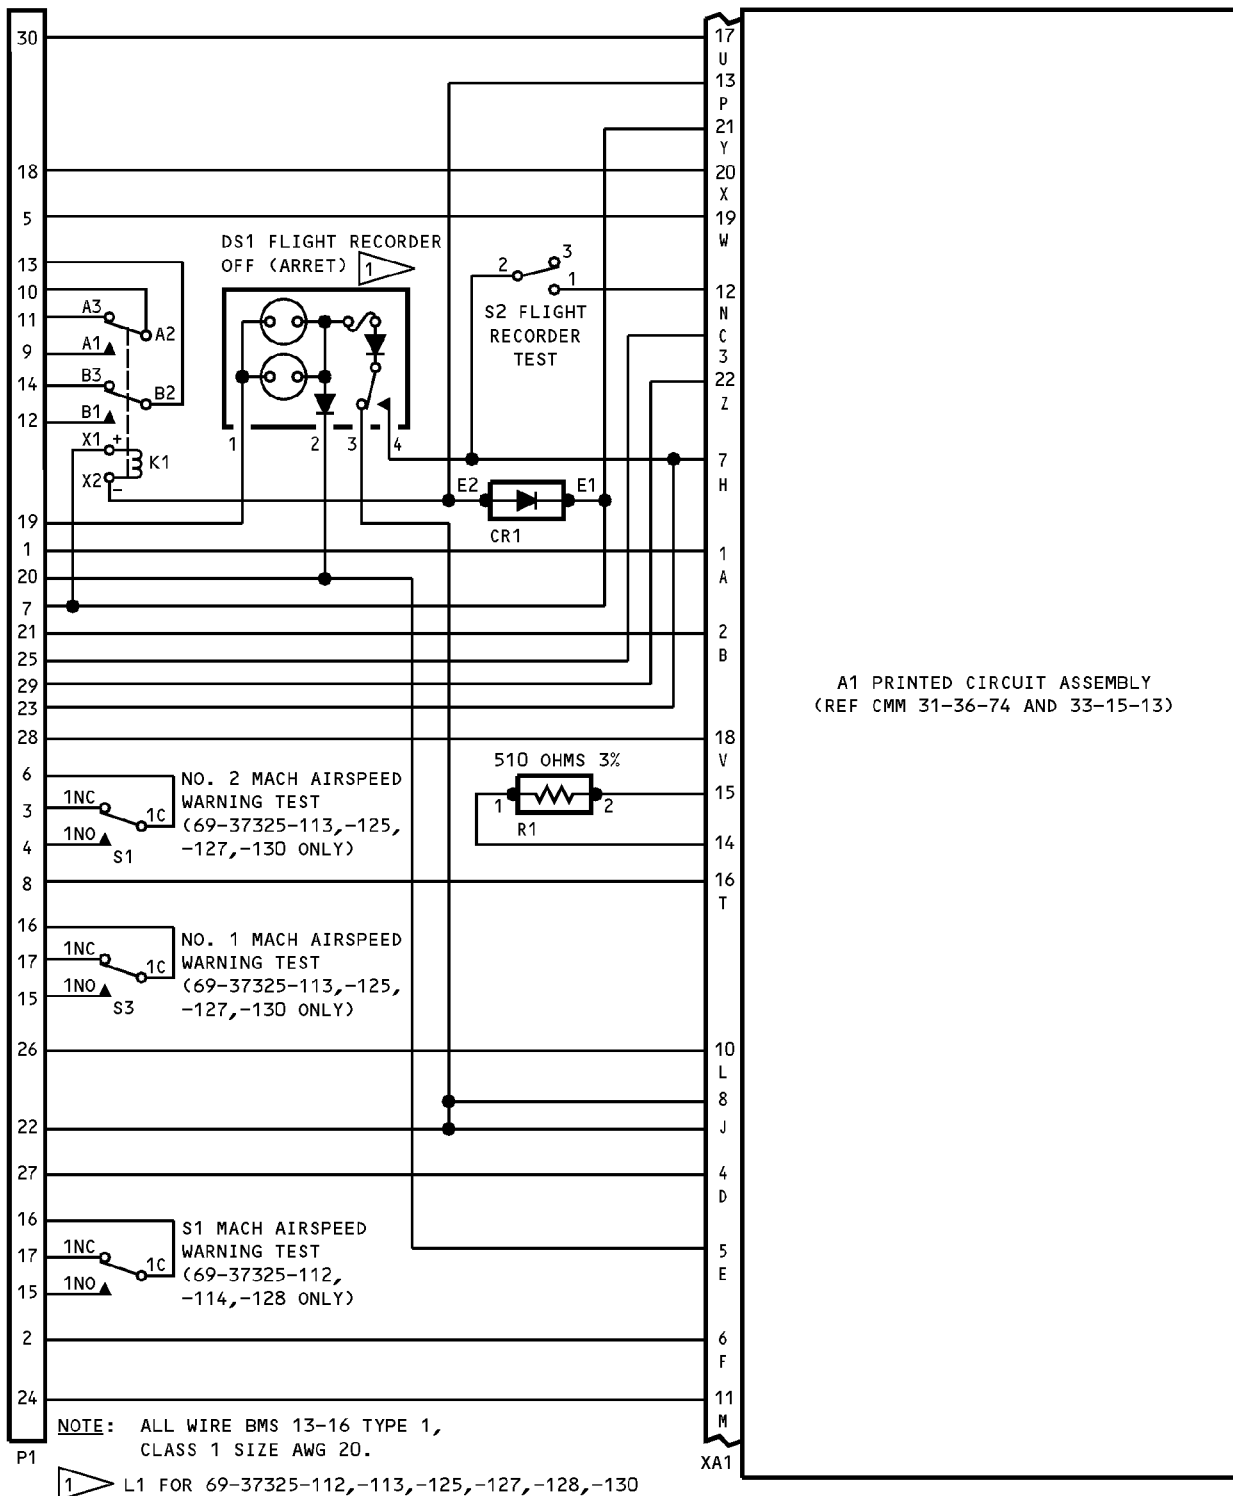 30
17
U
13
P
21
Y
18
20
X
5
19
W
DS1 FLIGHT RECORDER
OFF (ARRET) 1
13
10
11
9
14
12
A3
A2
A1
B3
B2
B1
X1 +
K1
X2 −
1 2 3 4
2 3
1
S2 FLIGHT
RECORDER
TEST
12
N
C
3
22
Z
7
H
E2 E1
CR1
19
1
1
A
20
7
21
2
B
25
29
23
28
18
V
A1 PRINTED CIRCUIT ASSEMBLY
(REF CMM 31-36-74 AND 33-15-13)
6
3
4
1NC
1C
1NO
S1
NO. 2 MACH AIRSPEED
WARNING TEST
(69-37325-113,-125,
-127,-130 ONLY)
510 OHMS 3%
1 2
R1
15
14
8
16
T
16
17
15
1NC
1C
1NO
S3
NO. 1 MACH AIRSPEED
WARNING TEST
(69-37325-113,-125,
-127,-130 ONLY)
26
10
L
8
22
J
27
4
D
16
17
15
1NC
1C
1NO
S1 MACH AIRSPEED
WARNING TEST
(69-37325-112,
-114,-128 ONLY)
5
E
2
6
F
24
11
M
P1
XA1
NOTE: ALL WIRE BMS 13-16 TYPE 1,
CLASS 1 SIZE AWG 20.
1 L1 FOR 69-37325-112,-113,-125,-127,-128,-130